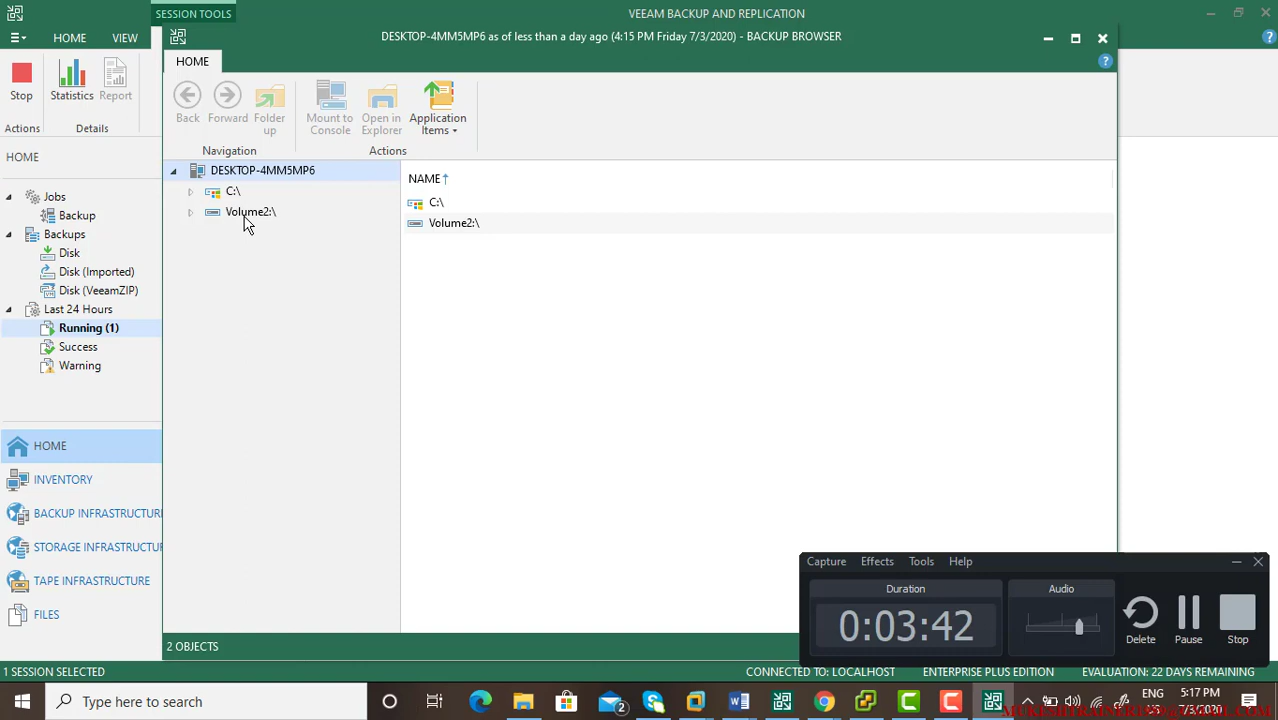 SESSION TOOLS
VEEAM BACKUP AND REPLICATION
HOME VIEW
DESKTOP-4MM5MP6 as of less than a day ago (4:15 PM Friday 7/3/2020) - BACKUP BROWSER
HOME
Stop Statistics Report
Actions Details
Back Forward Folder up
Mount to Console Open in Explorer Application Items
Navigation Actions
HOME
Jobs
Backup
Backups
Disk
Disk (Imported)
Disk (VeeamZIP)
Last 24 Hours
Running (1)
Success
Warning
HOME
INVENTORY
BACKUP INFRASTRUCTUR
STORAGE INFRASTRUCTUR
TAPE INFRASTRUCTURE
FILES
DESKTOP-4MM5MP6
C:\
Volume2:\
NAME
C:\
Volume2:\
2 OBJECTS
Capture Effects Tools Help
Duration Audio
0:03:42
Delete Pause Stop
1 SESSION SELECTED
CONNECTED TO: LOCALHOST ENTERPRISE PLUS EDITION EVALUATION: 22 DAYS REMAINING
Type here to search
2
ENG
5:17 PM
7/3/2020